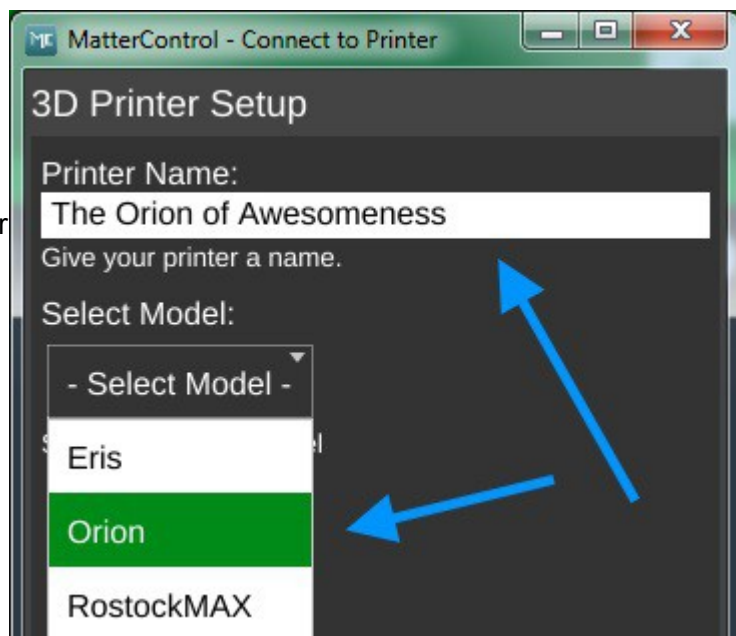 MC MatterControl - Connect to Printer
3D Printer Setup
Printer Name:
The Orion of Awesomeness
Give your printer a name.
Select Model:
- Select Model -
Eris
Orion
RostockMAX